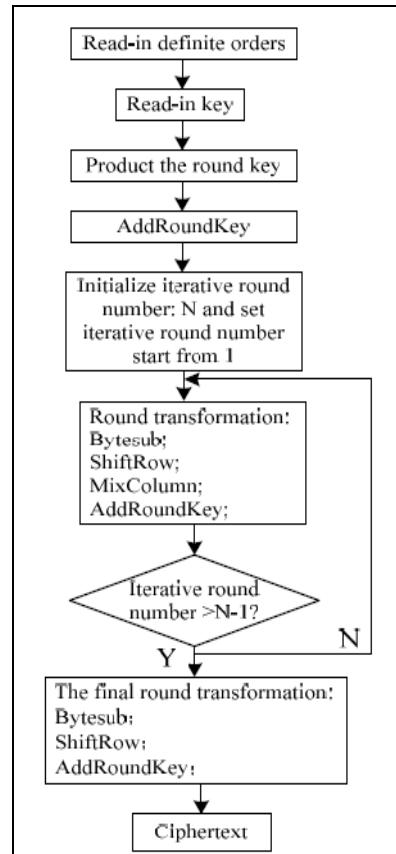 Read-in definite orders
Read-in key
Product the round key
AddRoundKey
Initialize iterative round
number: N and set
iterative round number
start from 1
Round transformation:
Bytesub;
ShiftRow;
MixColumn;
AddRoundKey;
Iterative round
number >N-1?
Y
N
The final round transformation:
Bytesub;
ShiftRow;
AddRoundKey;
Ciphertext